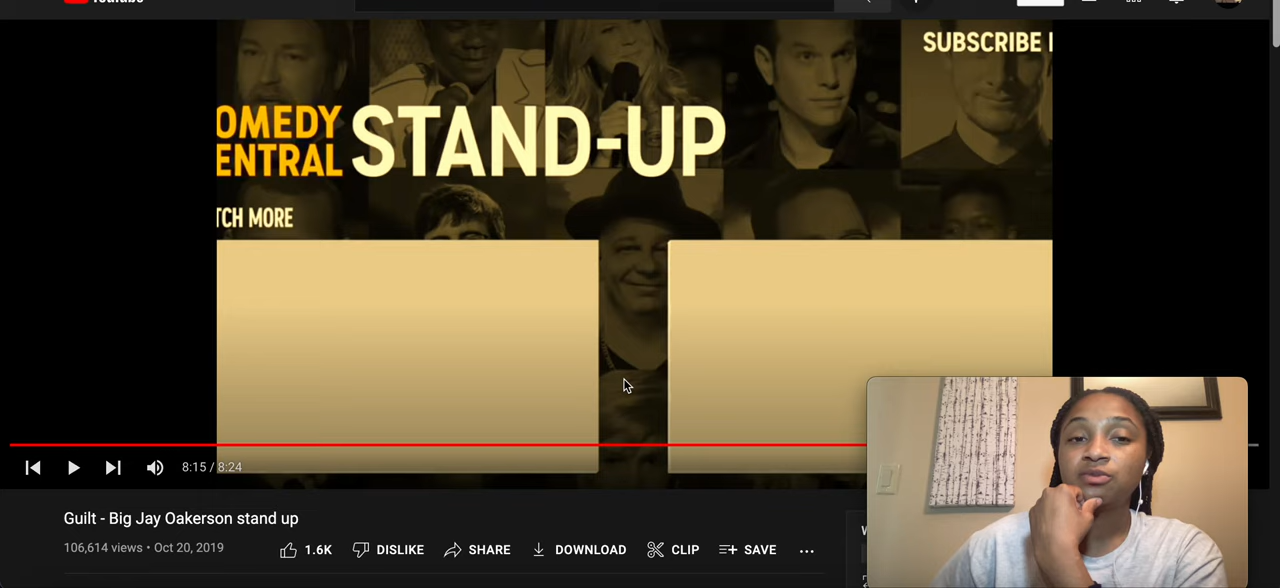 SUBSCRIBE
OMEDY
ENTRAL
STAND-UP
TCH MORE
8:15 / 8:24
Guilt - Big Jay Oakerson stand up
106,614 views • Oct 20, 2019
1.6K
DISLIKE
SHARE
DOWNLOAD
CLIP
SAVE